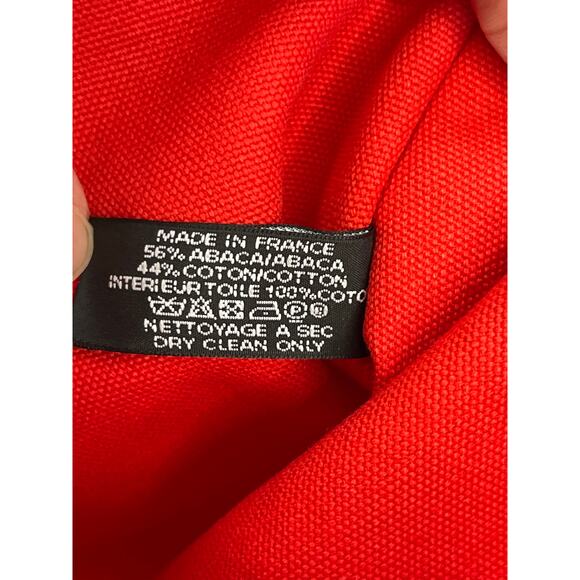 MADE IN FRANCE
56% ABACA/ABACA
44% COTON/COTTON
INTERIEUR TOILE 100% COTO
P
NETTOYAGE A SEC
DRY CLEAN ONLY